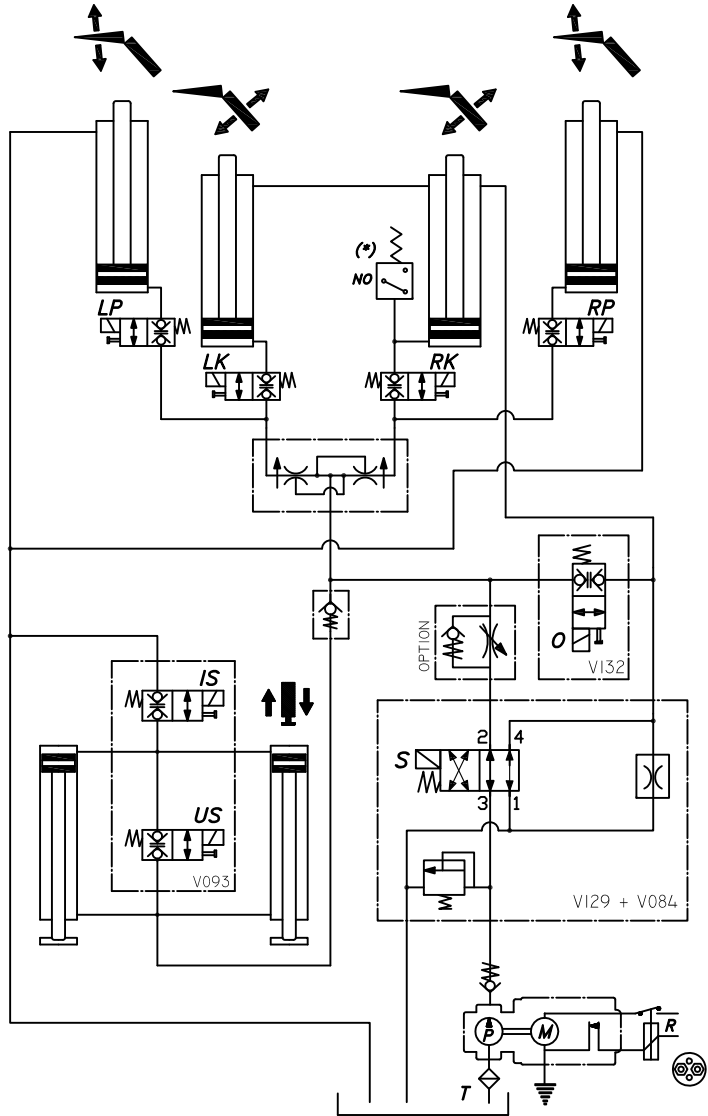 (*)
NO
LP
RP
LK
RK
OPTION
O
V132
IS
2
4
S
3
1
US
V093
V129 + V084
P
M
R
T